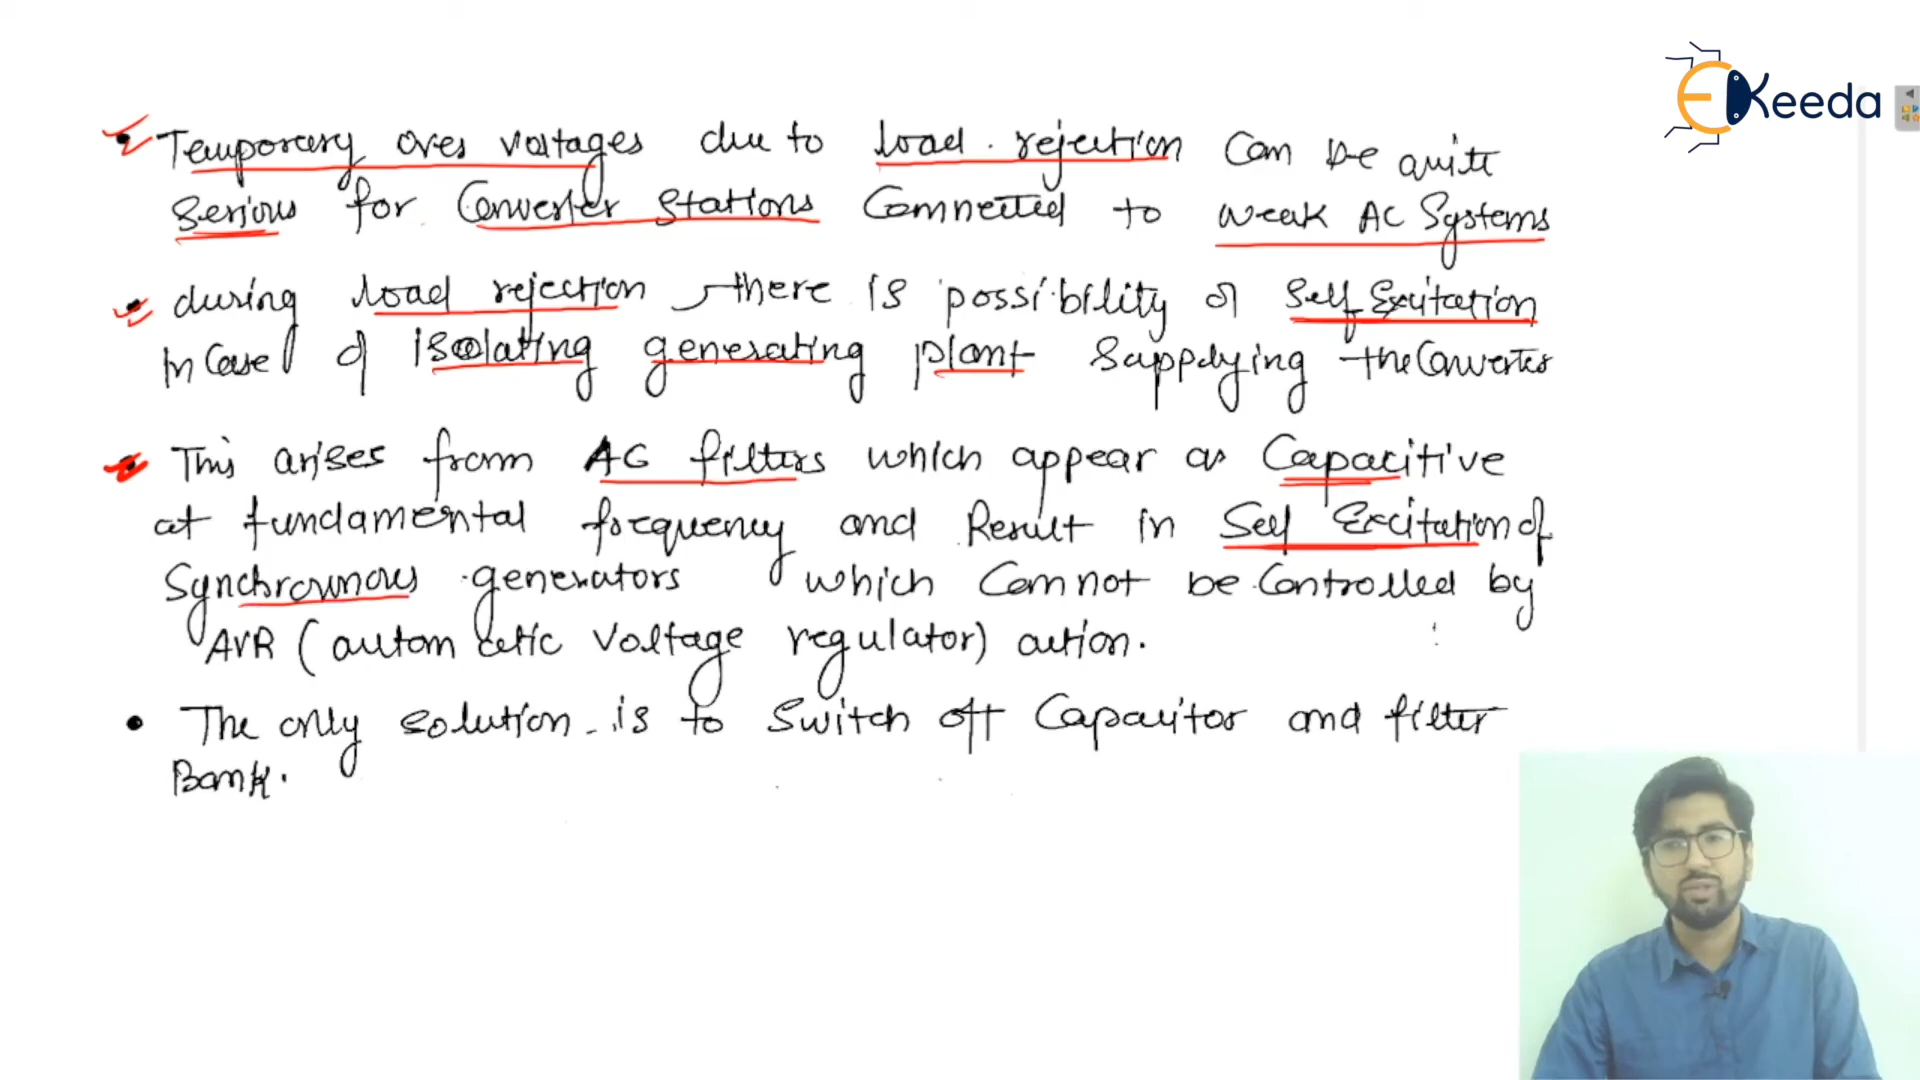 EKeeda
• Temporary over voltages due to load rejection can be quite
serious for Converter Stations Connected to weak AC Systems
• during load rejection there is possibility of Self Excitation
in Case of isolating generating plant supplying the Converter
• This arises from AC filters which appear as Capacitive
at fundamental frequency and Result in Self Excitation of
Synchrounous generators which Cannot be Controlled by
AVR (automatic Voltage regulator) action.
• The only solution is to Switch off Capacitor and filter
Bank.